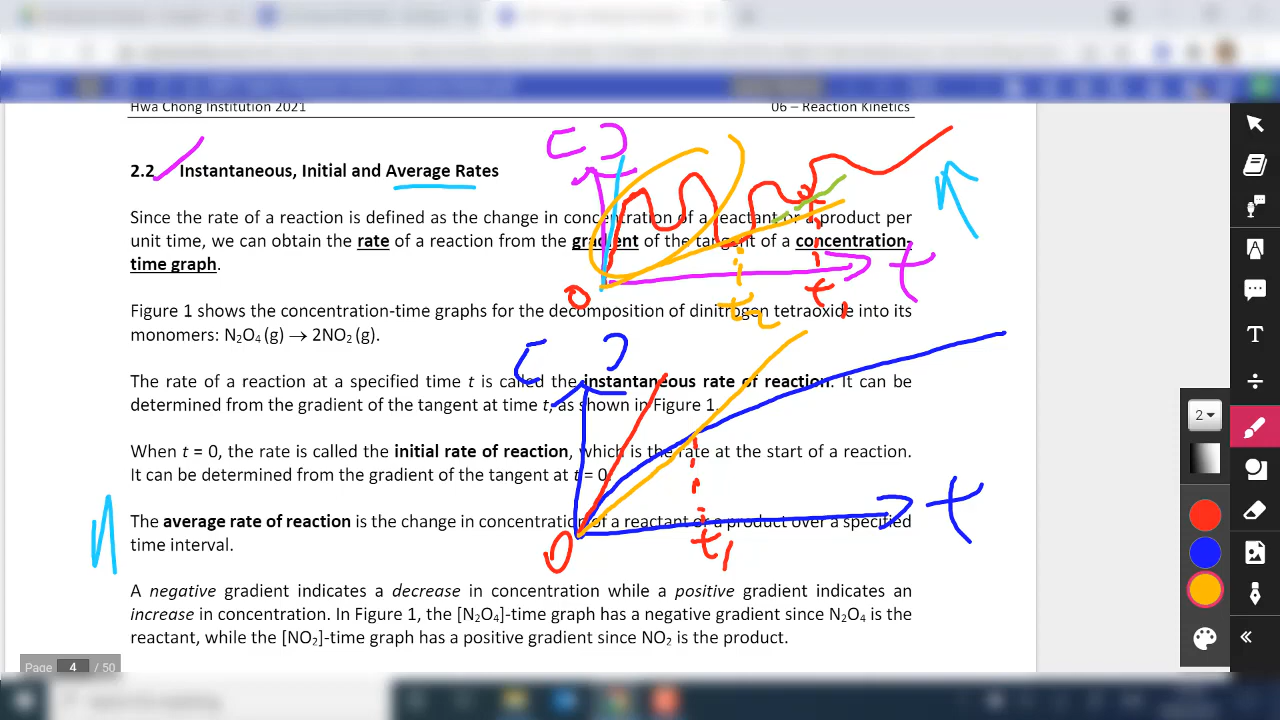 Hwa Chong Institution 2021 06 – Reaction Kinetics
2.2 Instantaneous, Initial and Average Rates
[ ]
Since the rate of a reaction is defined as the change in concentration of a reactant or a product per
unit time, we can obtain the rate of a reaction from the gradient of the tangent of a concentration-
time graph.
t
0
t2
t1
Figure 1 shows the concentration-time graphs for the decomposition of dinitrogen tetraoxide into its
monomers: N₂O₄ (g) → 2NO₂ (g).
[ ]
The rate of a reaction at a specified time t is called the instantaneous rate of reaction. It can be
determined from the gradient of the tangent at time t, as shown in Figure 1.
When t = 0, the rate is called the initial rate of reaction, which is the rate at the start of a reaction.
It can be determined from the gradient of the tangent at t = 0.
t
The average rate of reaction is the change in concentration of a reactant or a product over a specified
time interval.
0
t1
A negative gradient indicates a decrease in concentration while a positive gradient indicates an
increase in concentration. In Figure 1, the [N₂O₄]-time graph has a negative gradient since N₂O₄ is the
reactant, while the [NO₂]-time graph has a positive gradient since NO₂ is the product.
Page 4 / 50
2
T